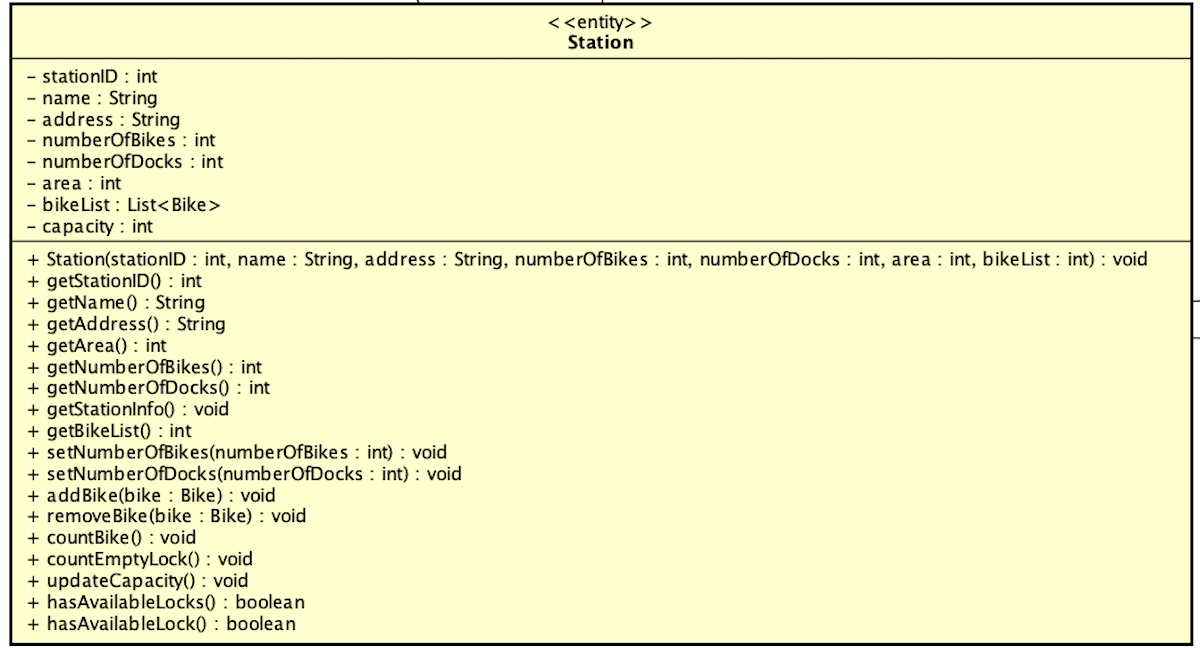 <<entity>>
Station
- stationID : int
- name : String
- address : String
- numberOfBikes : int
- numberOfDocks : int
- area : int
- bikeList : List<Bike>
- capacity : int
+ Station(stationID : int, name : String, address : String, numberOfBikes : int, numberOfDocks : int, area : int, bikeList : int) : void
+ getStationID() : int
+ getName() : String
+ getAddress() : String
+ getArea() : int
+ getNumberOfBikes() : int
+ getNumberOfDocks() : int
+ getStationInfo() : void
+ getBikeList() : int
+ setNumberOfBikes(numberOfBikes : int) : void
+ setNumberOfDocks(numberOfDocks : int) : void
+ addBike(bike : Bike) : void
+ removeBike(bike : Bike) : void
+ countBike() : void
+ countEmptyLock() : void
+ updateCapacity() : void
+ hasAvailableLocks() : boolean
+ hasAvailableLock() : boolean